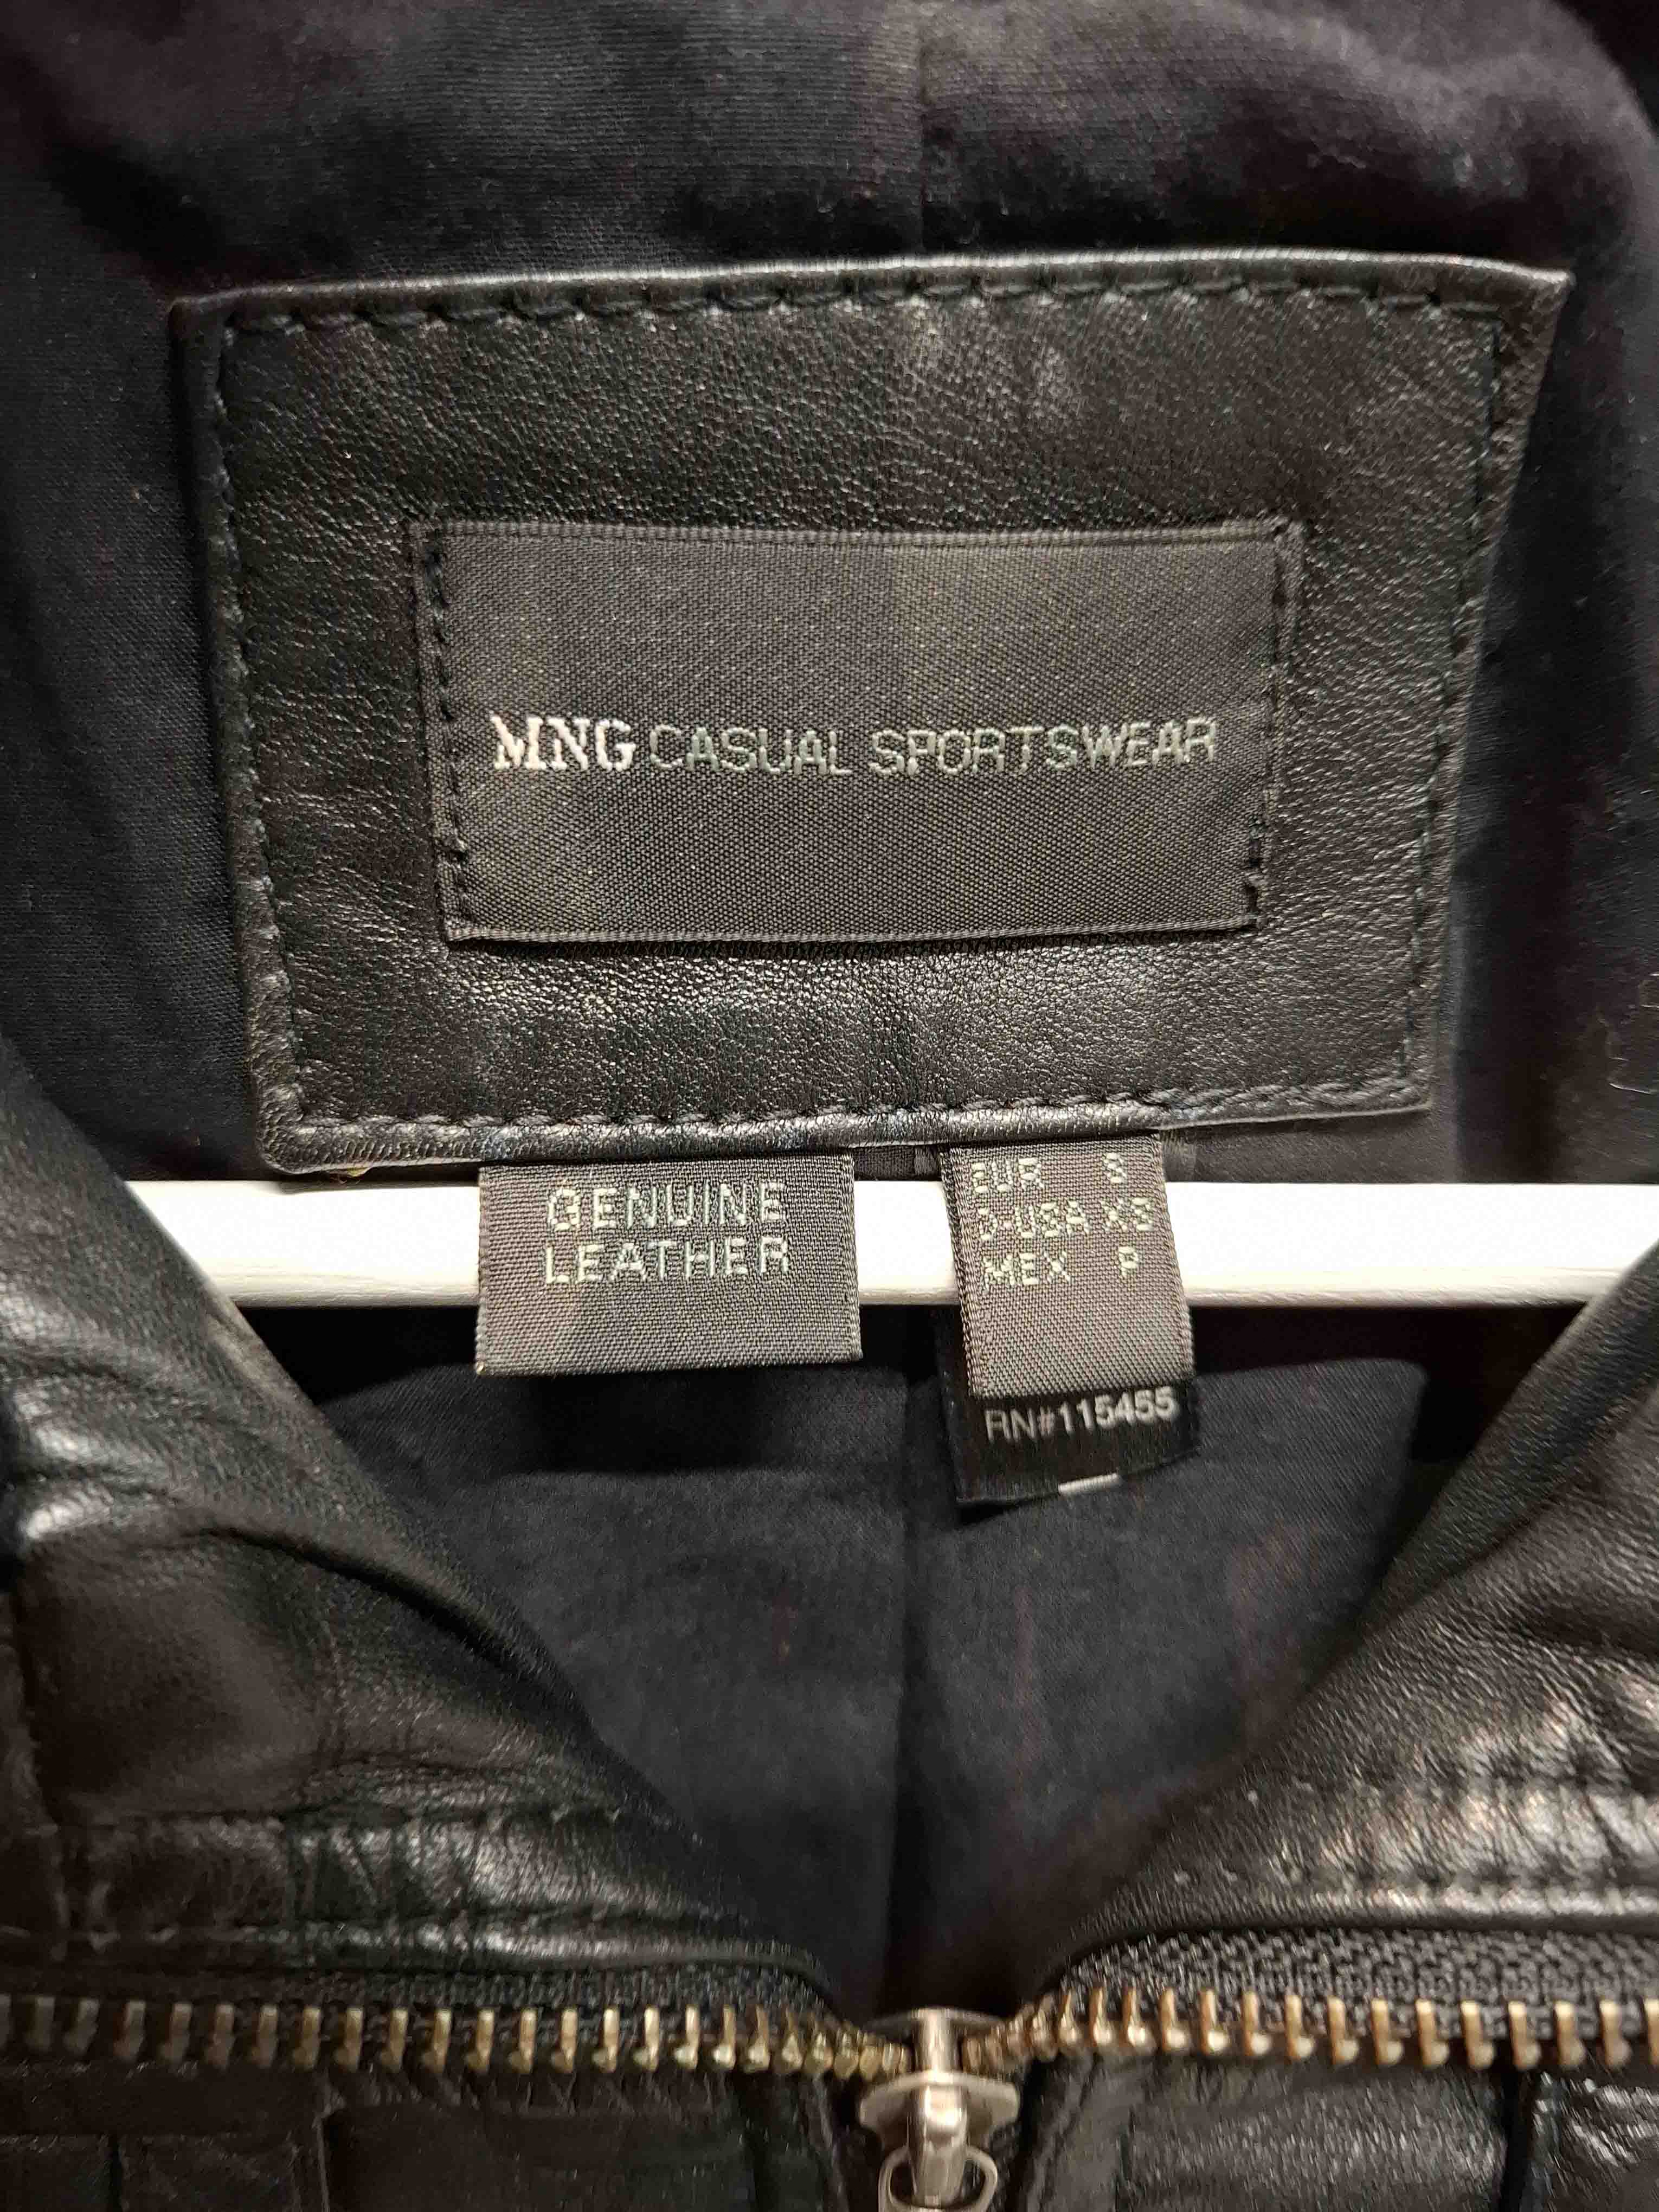 MNG CASUAL SPORTSWEAR
GENUINE
LEATHER
EUR S
G-USA XS
MEX P
RN#115455